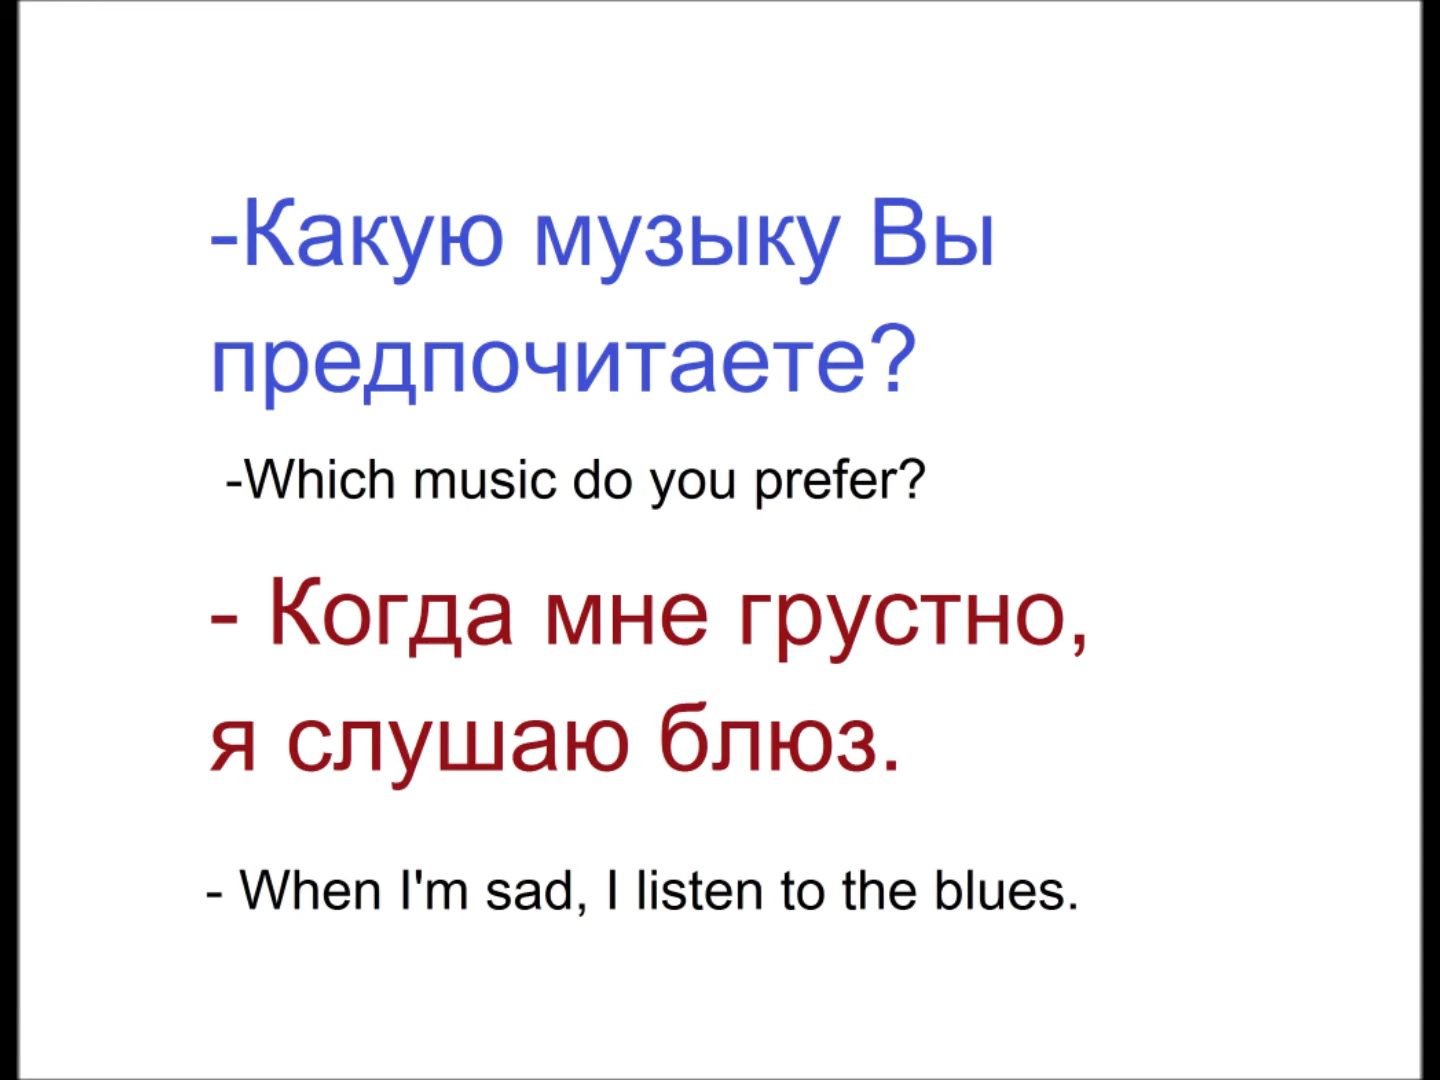 -Какую музыку Вы
предпочитаете?
-Which music do you prefer?
- Когда мне грустно,
я слушаю блюз.
- When I'm sad, I listen to the blues.